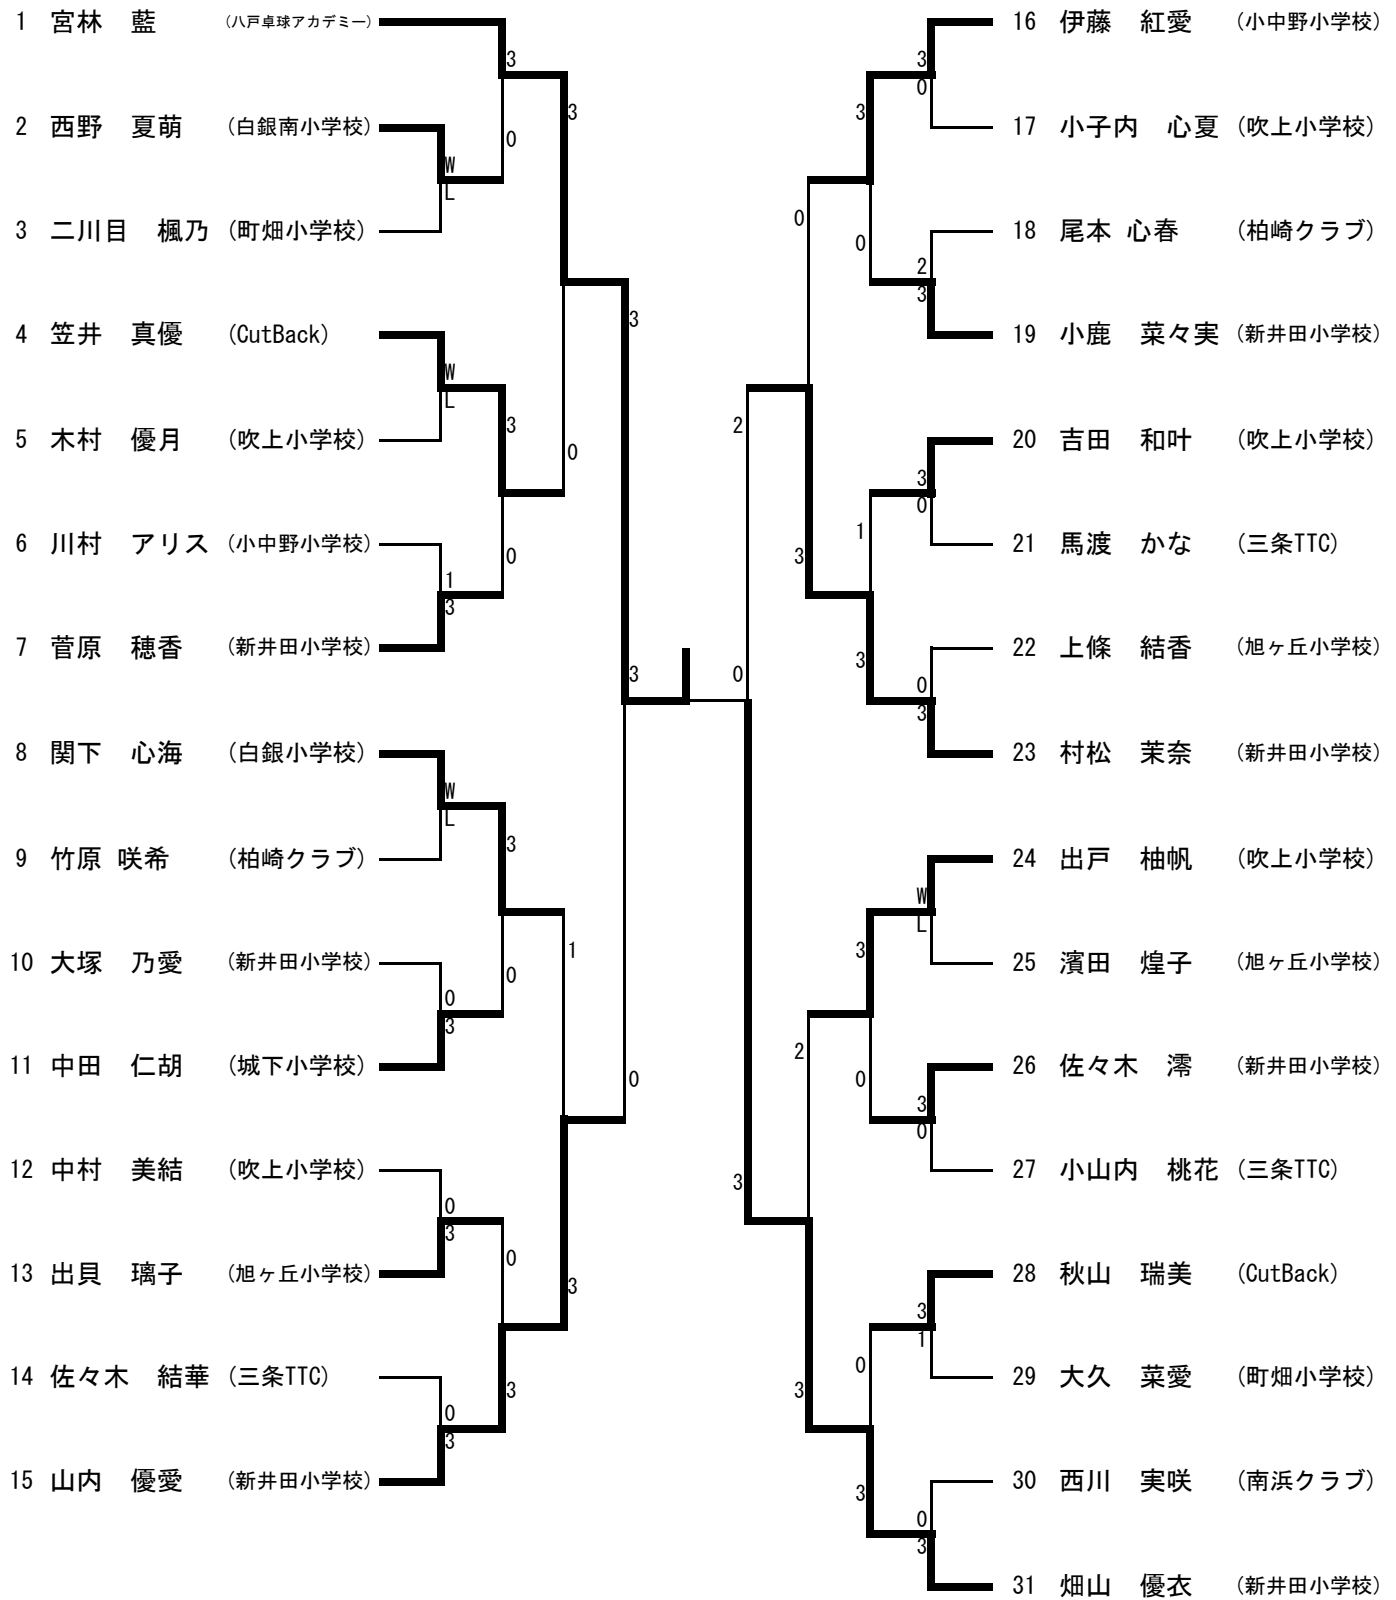 1 宮林 藍 (八戸卓球アカデミー)
3
0
2 西野 夏萌 (白銀南小学校)
W
L
3 二川目 楓乃 (町畑小学校)
3
0
4 笠井 真優 (CutBack)
W
L
5 木村 優月 (吹上小学校)
3
0
6 川村 アリス (小中野小学校)
1
3
7 菅原 穂香 (新井田小学校)
3
0
8 関下 心海 (白銀小学校)
W
L
9 竹原 咲希 (柏崎クラブ)
3
0
10 大塚 乃愛 (新井田小学校)
0
3
11 中田 仁胡 (城下小学校)
1
3
12 中村 美結 (吹上小学校)
0
3
13 出貝 璃子 (旭ヶ丘小学校)
0
3
14 佐々木 結華 (三条TTC)
0
3
15 山内 優愛 (新井田小学校)
3
0
16 伊藤 紅愛 (小中野小学校)
3
0
17 小子内 心夏 (吹上小学校)
3
0
18 尾本 心春 (柏崎クラブ)
2
3
19 小鹿 菜々実 (新井田小学校)
0
3
20 吉田 和叶 (吹上小学校)
3
0
21 馬渡 かな (三条TTC)
1
3
22 上條 結香 (旭ヶ丘小学校)
0
3
23 村松 茉奈 (新井田小学校)
2
3
24 出戸 柚帆 (吹上小学校)
W
L
25 濱田 煌子 (旭ヶ丘小学校)
3
0
26 佐々木 澪 (新井田小学校)
3
0
27 小山内 桃花 (三条TTC)
2
3
28 秋山 瑞美 (CutBack)
3
1
29 大久 菜愛 (町畑小学校)
0
3
30 西川 実咲 (南浜クラブ)
0
3
31 畑山 優衣 (新井田小学校)